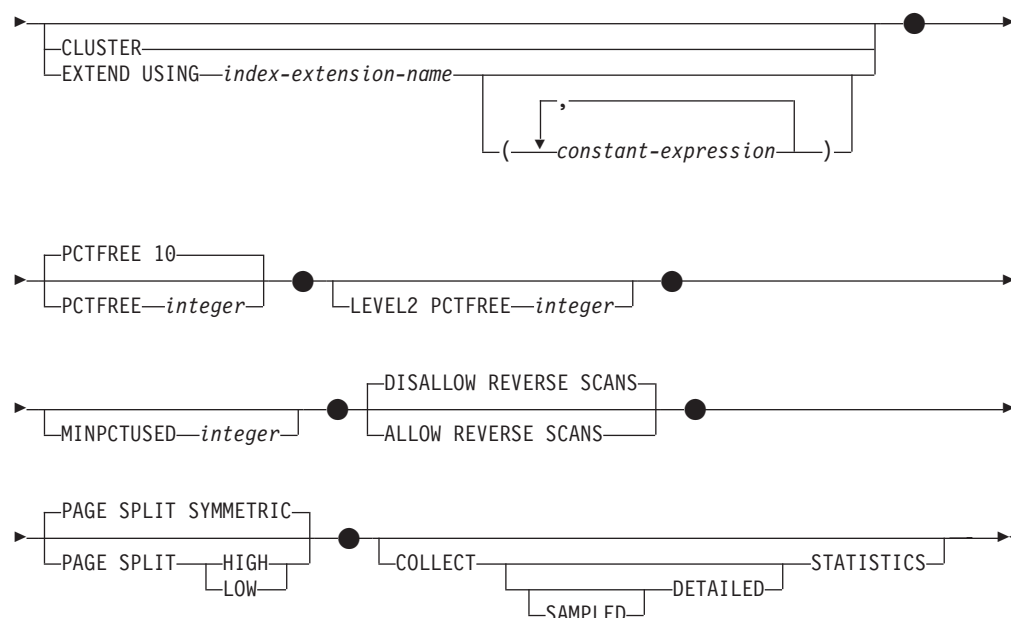 CLUSTER
EXTEND USING index-extension-name
,
( constant-expression )
PCTFREE 10
PCTFREE integer
LEVEL2 PCTFREE integer
MINPCTUSED integer
DISALLOW REVERSE SCANS
ALLOW REVERSE SCANS
PAGE SPLIT SYMMETRIC
PAGE SPLIT HIGH
LOW
COLLECT STATISTICS
DETAILED
SAMPLED